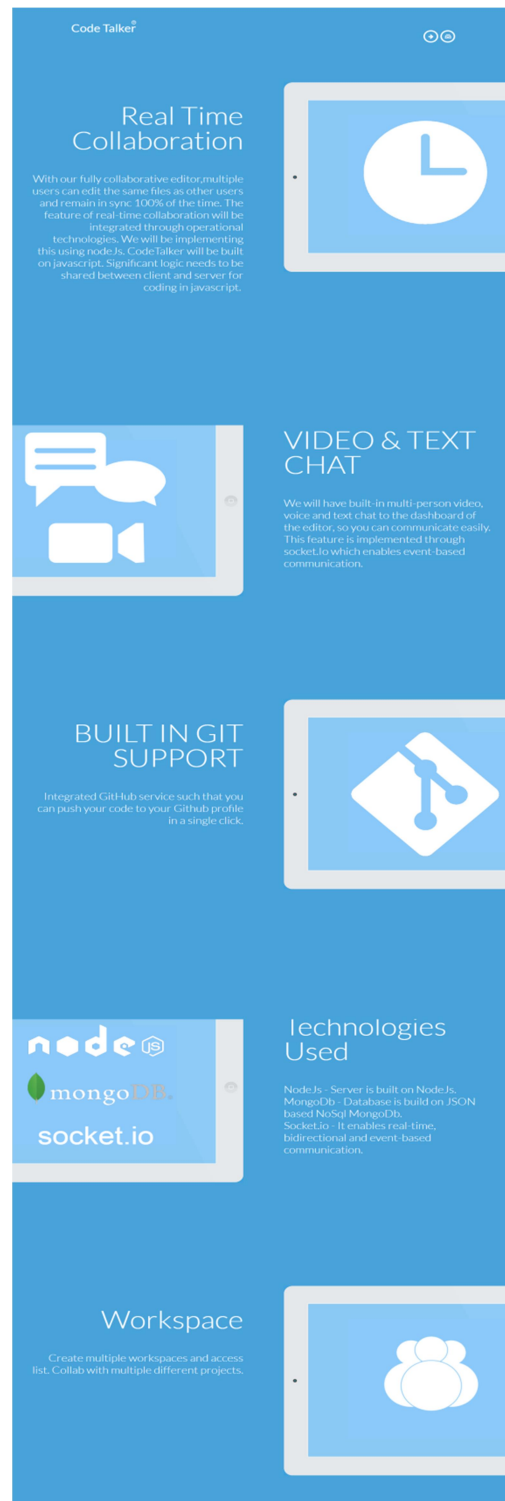 Code Talker®
Real Time
Collaboration
With our fully collaborative editor,multiple
users can edit the same files as other users
and remain in sync 100% of the time. The
feature of real-time collaboration will be
integrated through operational
technologies. We will be implementing
this using nodeJs. CodeTalker will be built
on javascript. Significant logic needs to be
shared between client and server for
coding in javascript.
VIDEO & TEXT
CHAT
We will have built-in multi-person video,
voice and text chat to the dashboard of
the editor, so you can communicate easily.
This feature is implemented through
socket.Io which enables event-based
communication.
BUILT IN GIT
SUPPORT
Integrated GitHub service such that you
can push your code to your Github profile
in a single click.
node JS
mongoDB.
socket.io
Technologies
Used
NodeJs - Server is built on NodeJs.
MongoDb - Database is build on JSON
based NoSql MongoDb.
Socket.io - It enables real-time,
bidirectional and event-based
communication.
Workspace
Create multiple workspaces and access
list. Collab with multiple different projects.